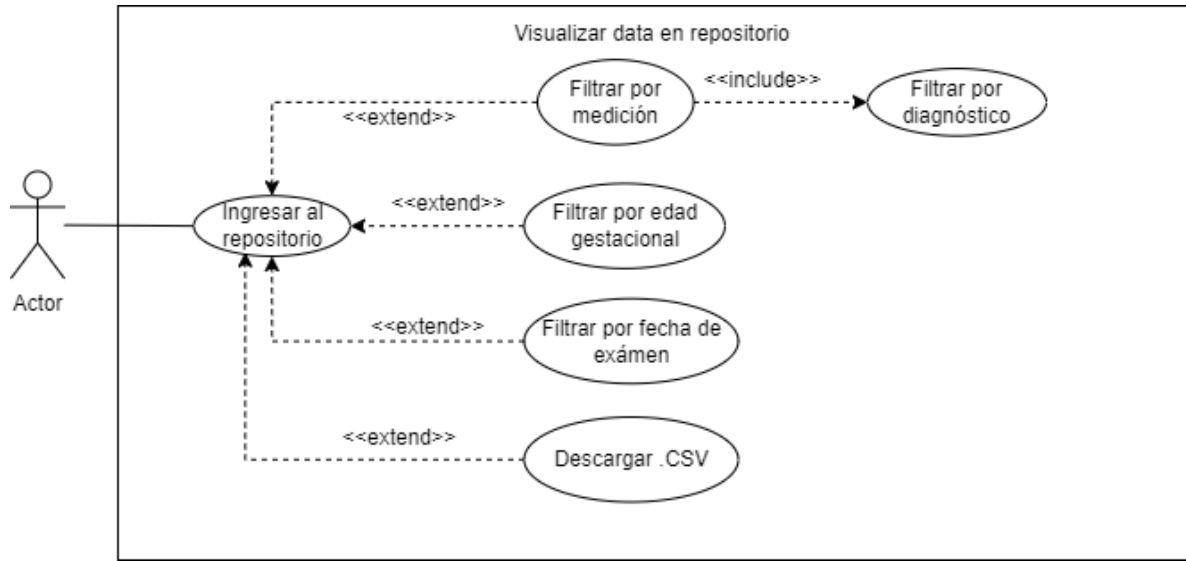 Visualizar data en repositorio
Filtrar por
medición
<<include>>
Filtrar por
diagnóstico
<<extend>>
Ingresar al
repositorio
<<extend>>
Filtrar por edad
gestacional
Actor
<<extend>>
Filtrar por fecha de
exámen
<<extend>>
Descargar .CSV